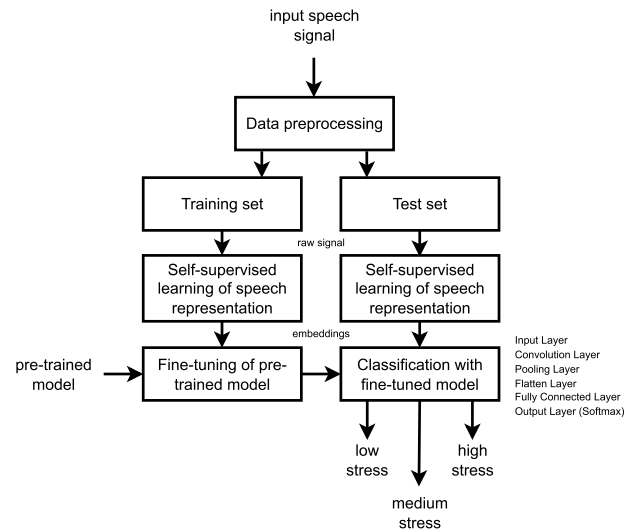 input speech
signal
Data preprocessing
Training set
Test set
raw signal
Self-supervised
learning of speech
representation
Self-supervised
learning of speech
representation
embeddings
pre-trained
model
Fine-tuning of pre-
trained model
Classification with
fine-tuned model
Input Layer
Convolution Layer
Pooling Layer
Flatten Layer
Fully Connected Layer
Output Layer (Softmax)
low
stress
medium
stress
high
stress